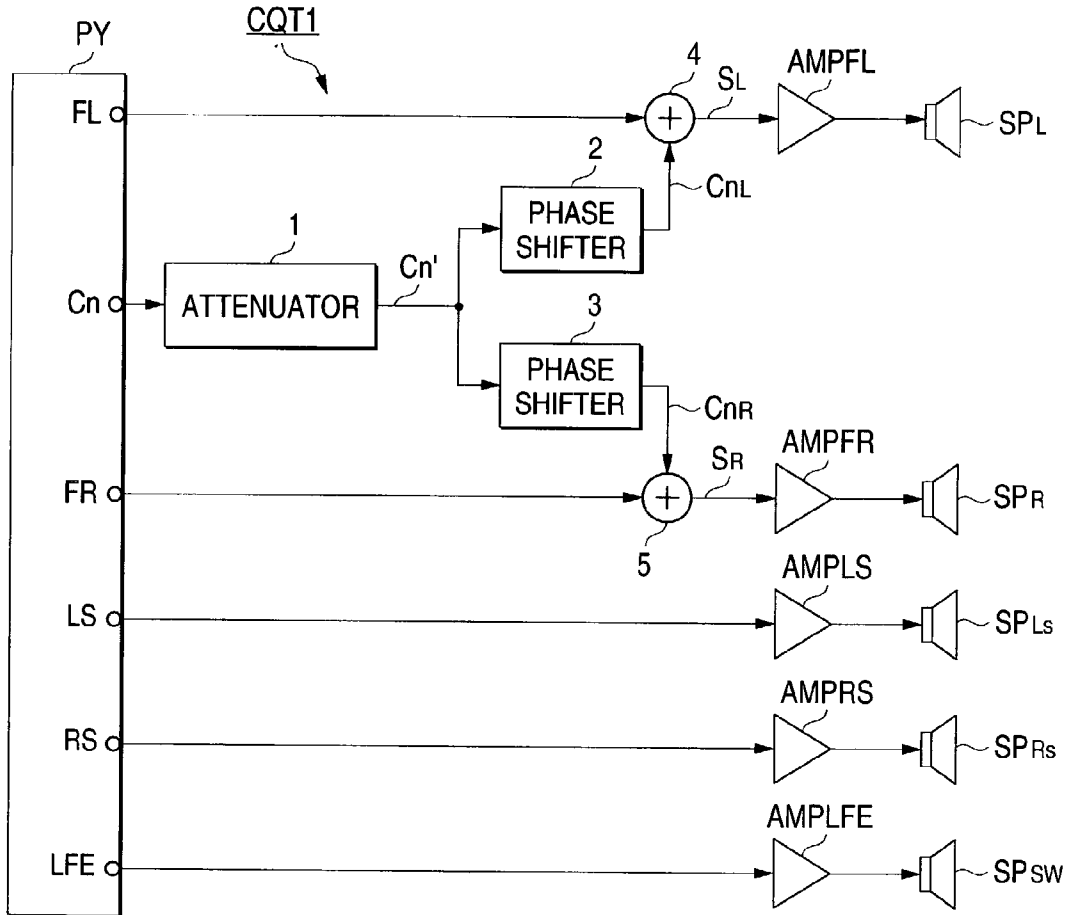 CQT1
PY
4
AMPFL
SL
FL
SPL
2
CnL
PHASE
SHIFTER
1
Cn'
Cn
ATTENUATOR
3
PHASE
SHIFTER
CnR
AMPFR
SR
FR
SPR
5
AMPLS
LS
SPLs
AMPRS
RS
SPRs
AMPLFE
LFE
SPSW